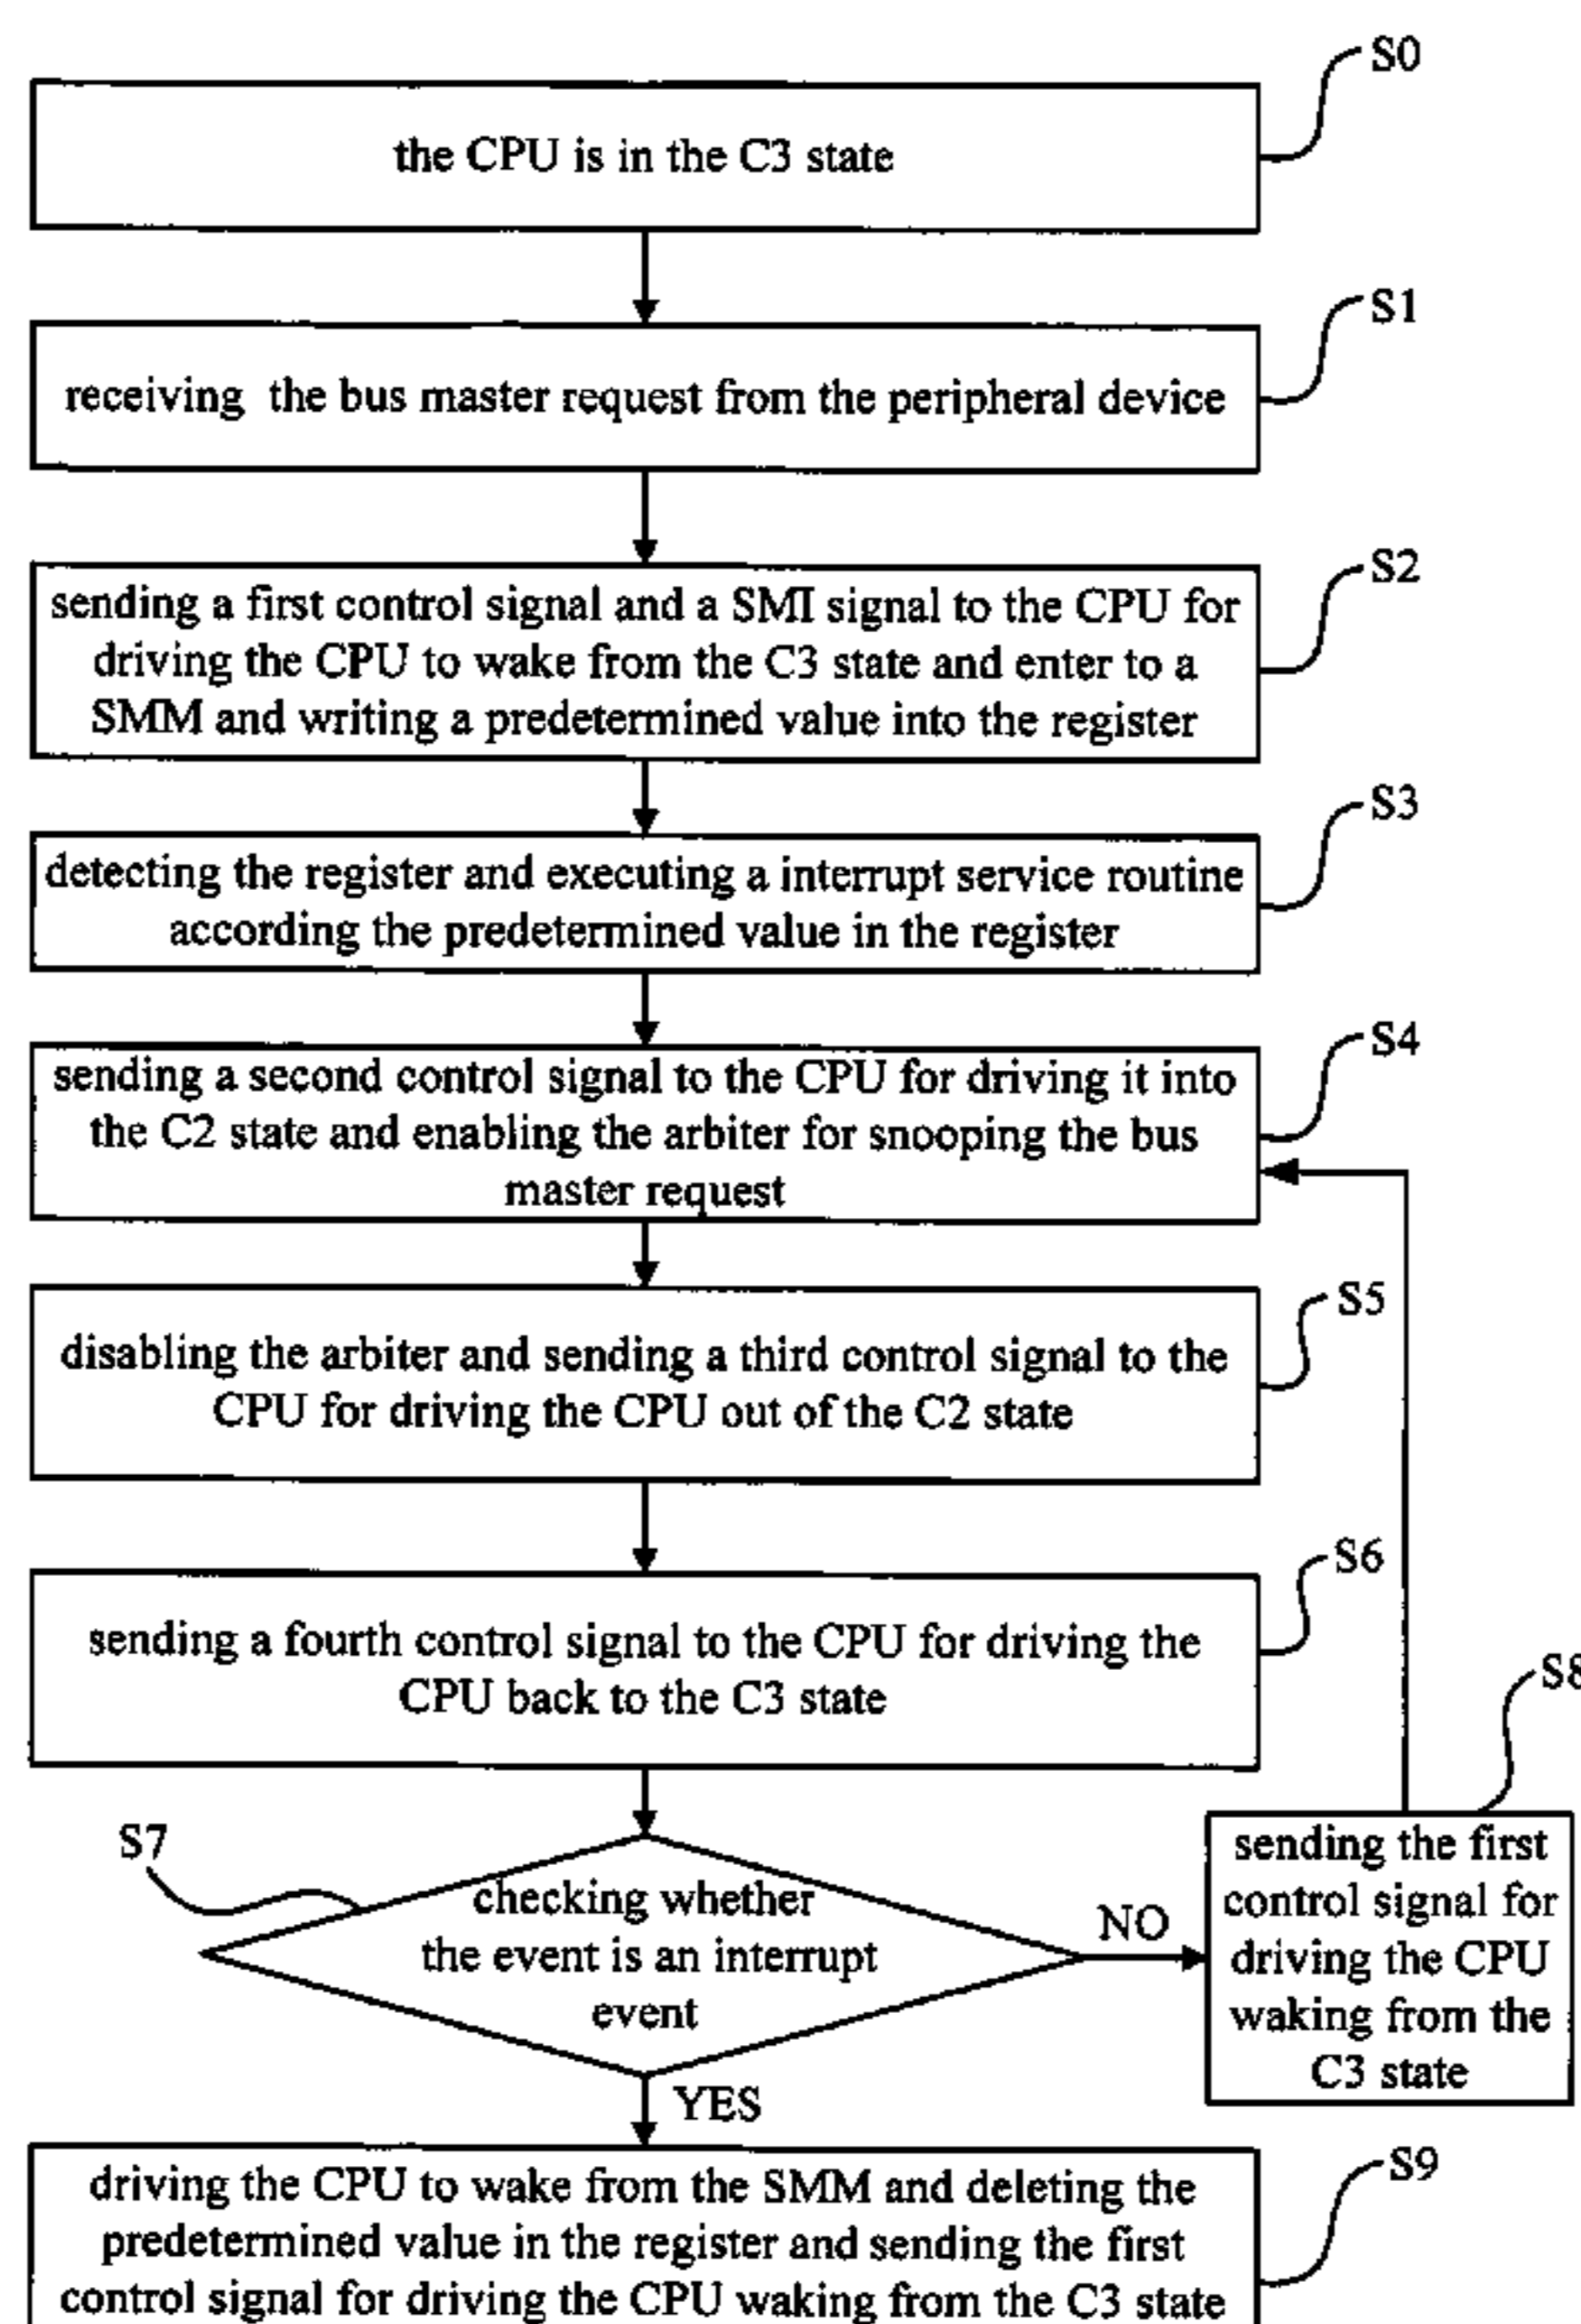 S0
the CPU is in the C3 state
S1
receiving the bus master request from the peripheral device
S2
sending a first control signal and a SMI signal to the CPU for
driving the CPU to wake from the C3 state and enter to a
SMM and writing a predetermined value into the register
S3
detecting the register and executing a interrupt service routine
according the predetermined value in the register
S4
sending a second control signal to the CPU for driving it into
the C2 state and enabling the arbiter for snooping the bus
master request
S5
disabling the arbiter and sending a third control signal to the
CPU for driving the CPU out of the C2 state
S6
sending a fourth control signal to the CPU for driving the
CPU back to the C3 state
S7
checking whether
the event is an interrupt
event
NO
S8
sending the first
control signal for
driving the CPU
waking from the
C3 state
YES
S9
driving the CPU to wake from the SMM and deleting the
predetermined value in the register and sending the first
control signal for driving the CPU waking from the C3 state